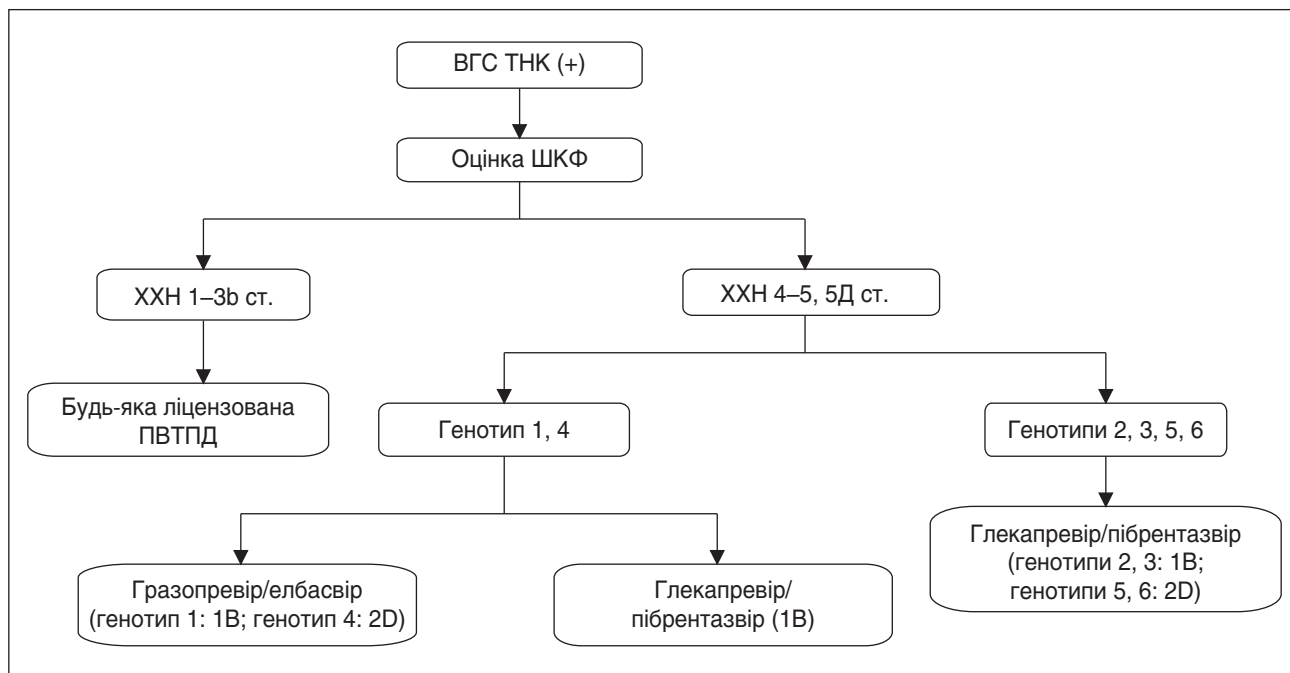 ВГС ТНК (+)
Оцінка ШКФ
ХХН 1–3b ст.
ХХН 4–5, 5Д ст.
Будь-яка ліцензована
ПВТПД
Генотип 1, 4
Генотипи 2, 3, 5, 6
Гразопревір/елбасвір
(генотип 1: 1B; генотип 4: 2D)
Глекапревір/
пібрентазвір (1B)
Глекапревір/пібрентазвір
(генотипи 2, 3: 1B;
генотипи 5, 6: 2D)